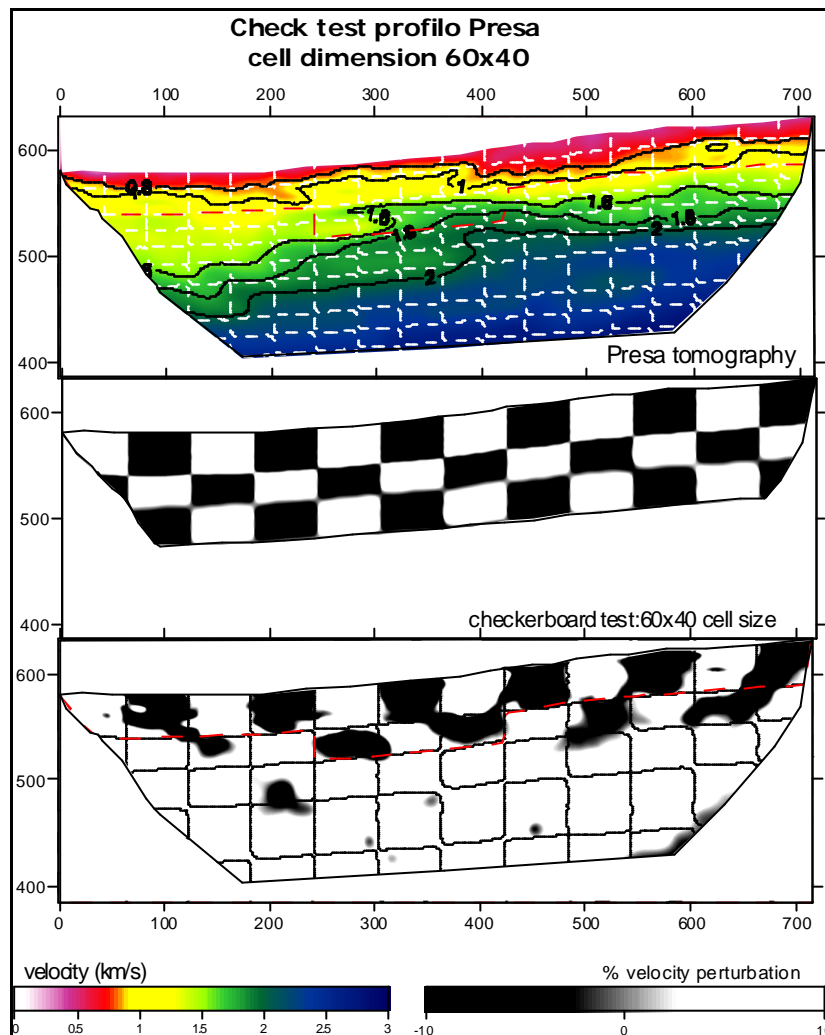 Check test profilo Presa
cell dimension 60x40
0 100 200 300 400 500 600 700
600
500
400
0.8
1
1.5
1.6
1.6
1.5
2
2
5
Presa tomography
600
500
400
checkerboard test:60x40 cell size
600
500
400
0 100 200 300 400 500 600 700
velocity (km/s)
0 0.5 1 1.5 2 2.5 3
% velocity perturbation
-10 0 10